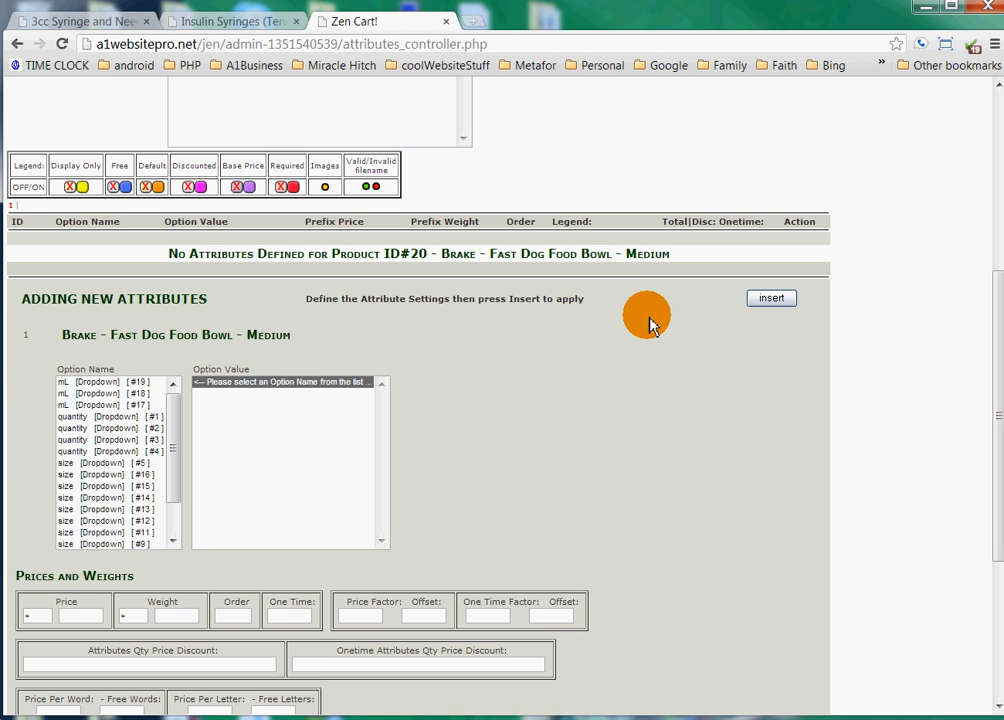 3cc Syringe and Nee
Insulin Syringes (Teru
Zen Cart!
a1websitepro.net/jen/admin-1351540539/attributes_controller.php
19
TIME CLOCK android PHP A1Business Miracle Hitch coolWebsiteStuff Metafor Personal Google Family Faith Bing » Other bookmarks
Legend: Display Only Free Default Discounted Base Price Required Images Valid/Invalid filename
OFF/ON X X X X X X
1 |
ID Option Name Option Value Prefix Price Prefix Weight Order Legend: Total|Disc: Onetime: Action
No Attributes Defined for Product ID#20 - Brake - Fast Dog Food Bowl - Medium
ADDING NEW ATTRIBUTES Define the Attribute Settings then press Insert to apply insert
1 Brake - Fast Dog Food Bowl - Medium
Option Name Option Value
mL [Dropdown] [ #19 ] <-- Please select an Option Name from the list ...
mL [Dropdown] [ #18 ]
mL [Dropdown] [ #17 ]
quantity [Dropdown] [ #1 ]
quantity [Dropdown] [ #2 ]
quantity [Dropdown] [ #3 ]
quantity [Dropdown] [ #4 ]
size [Dropdown] [ #5 ]
size [Dropdown] [ #16 ]
size [Dropdown] [ #15 ]
size [Dropdown] [ #14 ]
size [Dropdown] [ #13 ]
size [Dropdown] [ #12 ]
size [Dropdown] [ #11 ]
size [Dropdown] [ #9 ]
Prices and Weights
Price Weight Order One Time: Price Factor: Offset: One Time Factor: Offset:
+ +
Attributes Qty Price Discount: Onetime Attributes Qty Price Discount:
Price Per Word: - Free Words: Price Per Letter: - Free Letters: